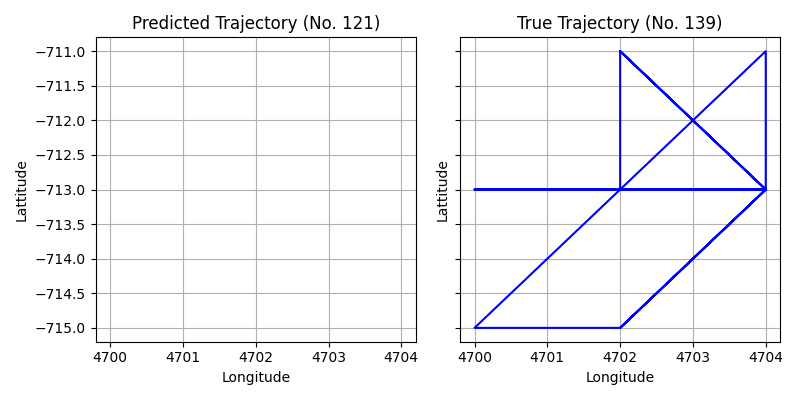 Predicted Trajectory (No. 121)
True Trajectory (No. 139)
−711.0
−711.5
−712.0
−712.5
−713.0
−713.5
−714.0
−714.5
−715.0
Lattitude
Lattitude
4700 4701 4702 4703 4704
4700 4701 4702 4703 4704
Longitude
Longitude